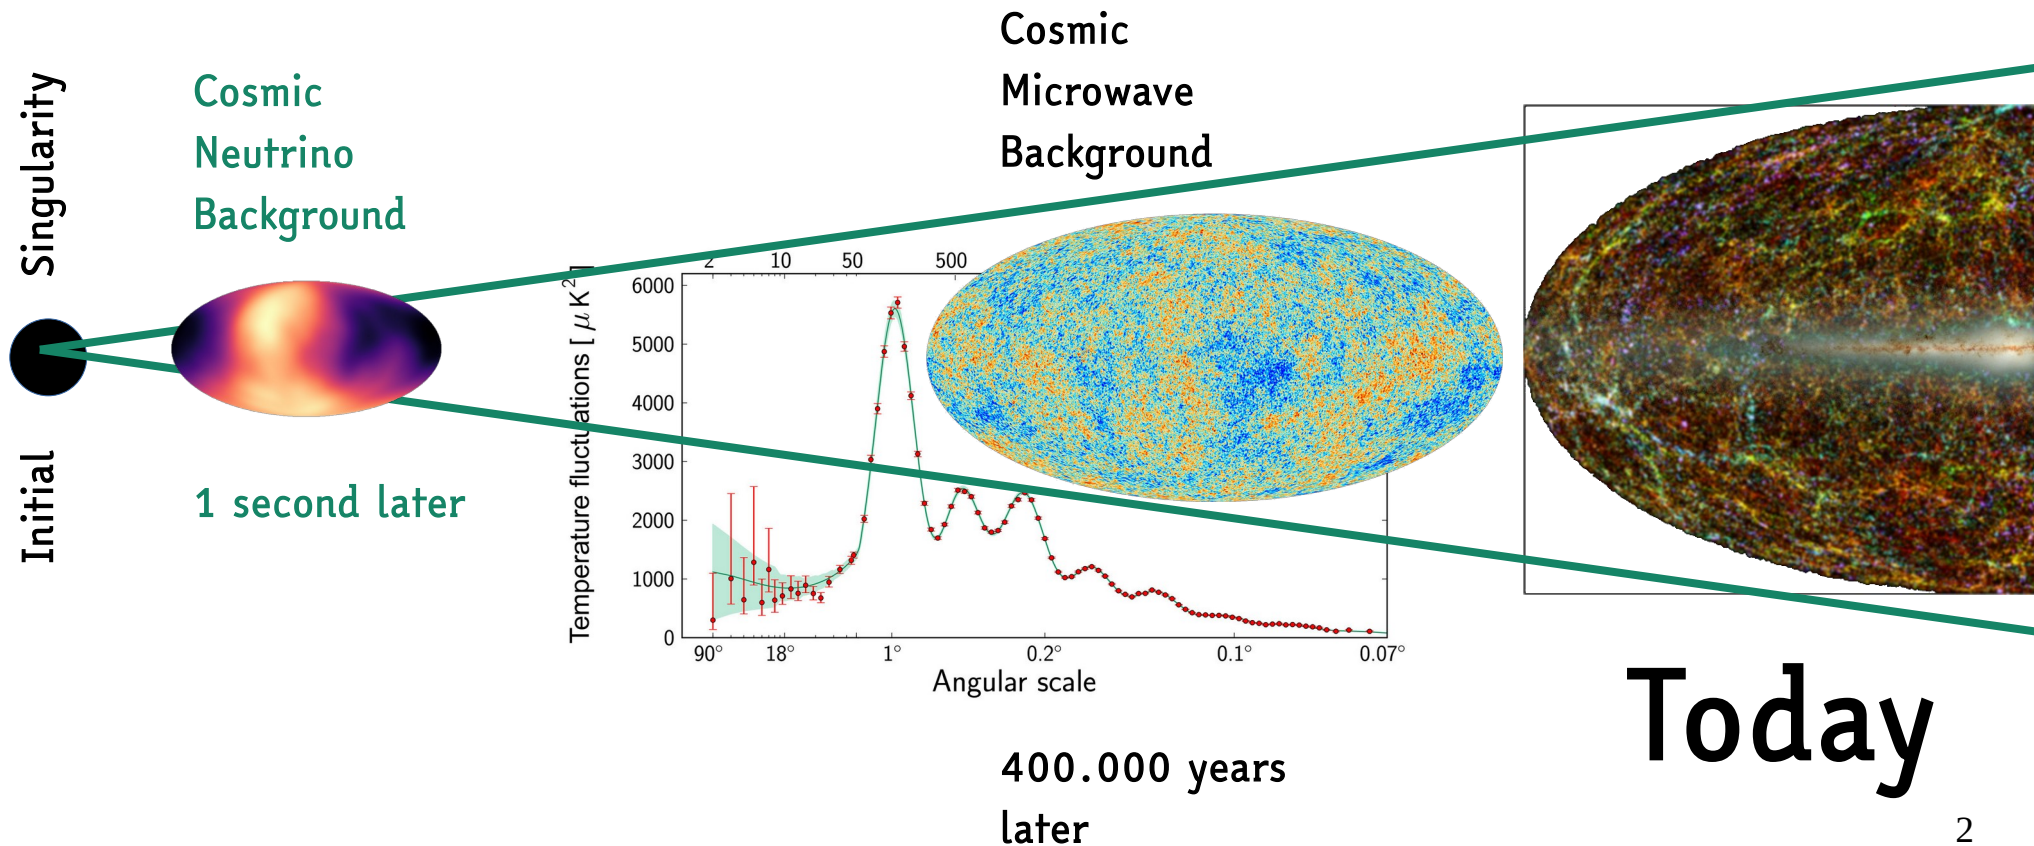 Initial Singularity
Cosmic
Neutrino
Background
1 second later
Cosmic
Microwave
Background
2 10 50 500
Temperature fluctuations [ μ K²]
6000
5000
4000
3000
2000
1000
0
90° 18° 1° 0.2° 0.1° 0.07°
Angular scale
400.000 years
later
Today
2